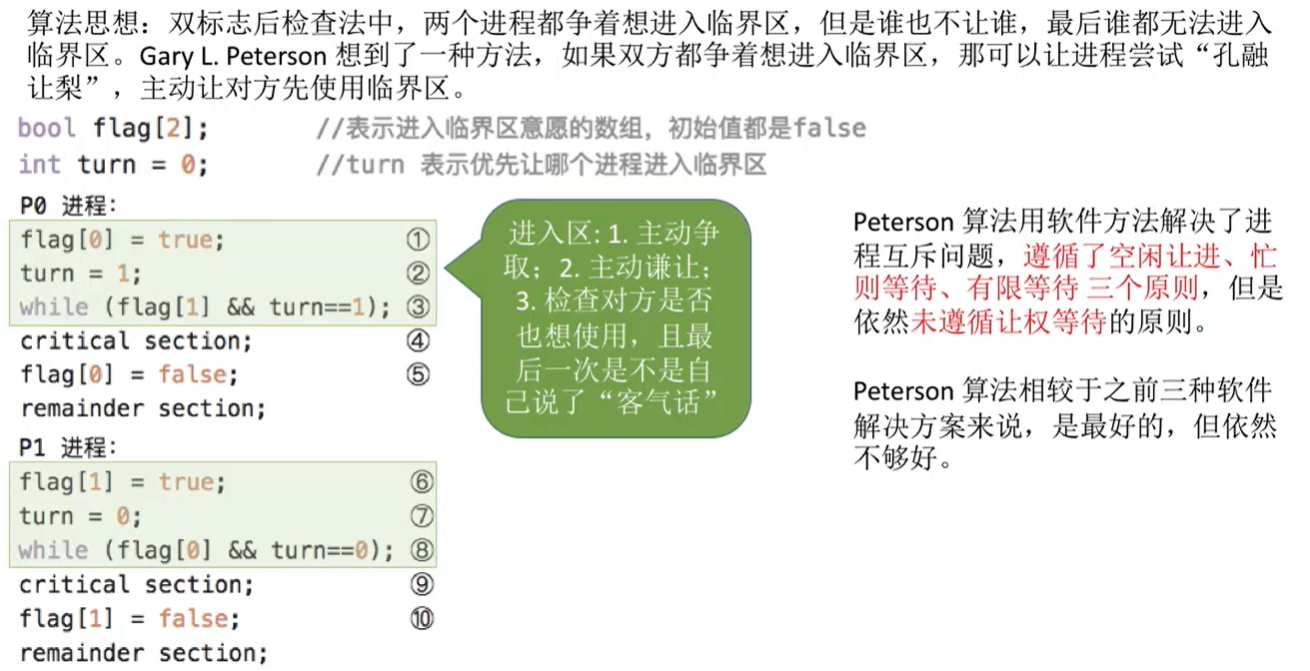 算法思想：双标志后检查法中，两个进程都争着想进入临界区，但是谁也不让谁，最后谁都无法进入
临界区。Gary L. Peterson 想到了一种方法，如果双方都争着想进入临界区，那可以让进程尝试“孔融
让梨”，主动让对方先使用临界区。
bool flag[2]; //表示进入临界区意愿的数组，初始值都是false
int turn = 0; //turn 表示优先让哪个进程进入临界区
P0 进程：
flag[0] = true; ①
turn = 1; ②
while (flag[1] && turn==1); ③
critical section; ④
flag[0] = false; ⑤
remainder section;
P1 进程：
flag[1] = true; ⑥
turn = 0; ⑦
while (flag[0] && turn==0); ⑧
critical section; ⑨
flag[1] = false; ⑩
remainder section;
进入区：1. 主动争
取；2. 主动谦让；
3. 检查对方是否
也想使用，且最
后一次是不是自
己说了“客气话”
Peterson 算法用软件方法解决了进
程互斥问题，遵循了空闲让进、忙
则等待、有限等待 三个原则，但是
依然未遵循让权等待的原则。
Peterson 算法相较于之前三种软件
解决方案来说，是最好的，但依然
不够好。